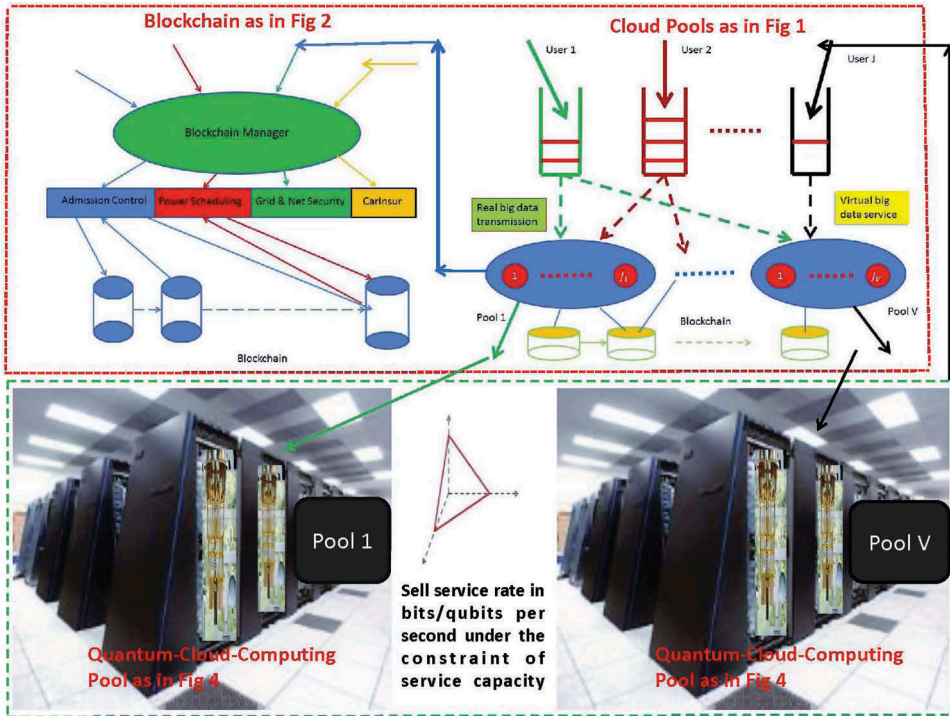 Blockchain as in Fig 2
Cloud Pools as in Fig 1
User 1
User 2
User J
Blockchain Manager
Admission Control
Power Scheduling
Grid & Net Security
CarInsur
Real big data
transmission
Virtual big
data service
1
J₁
1
Jᵥ
Pool 1
Blockchain
Pool V
Blockchain
Pool 1
Pool V
Sell service rate in
bits/qubits per
second under the
constraint of
service capacity
Quantum-Cloud-Computing
Pool as in Fig 4
Quantum-Cloud-Computing
Pool as in Fig 4